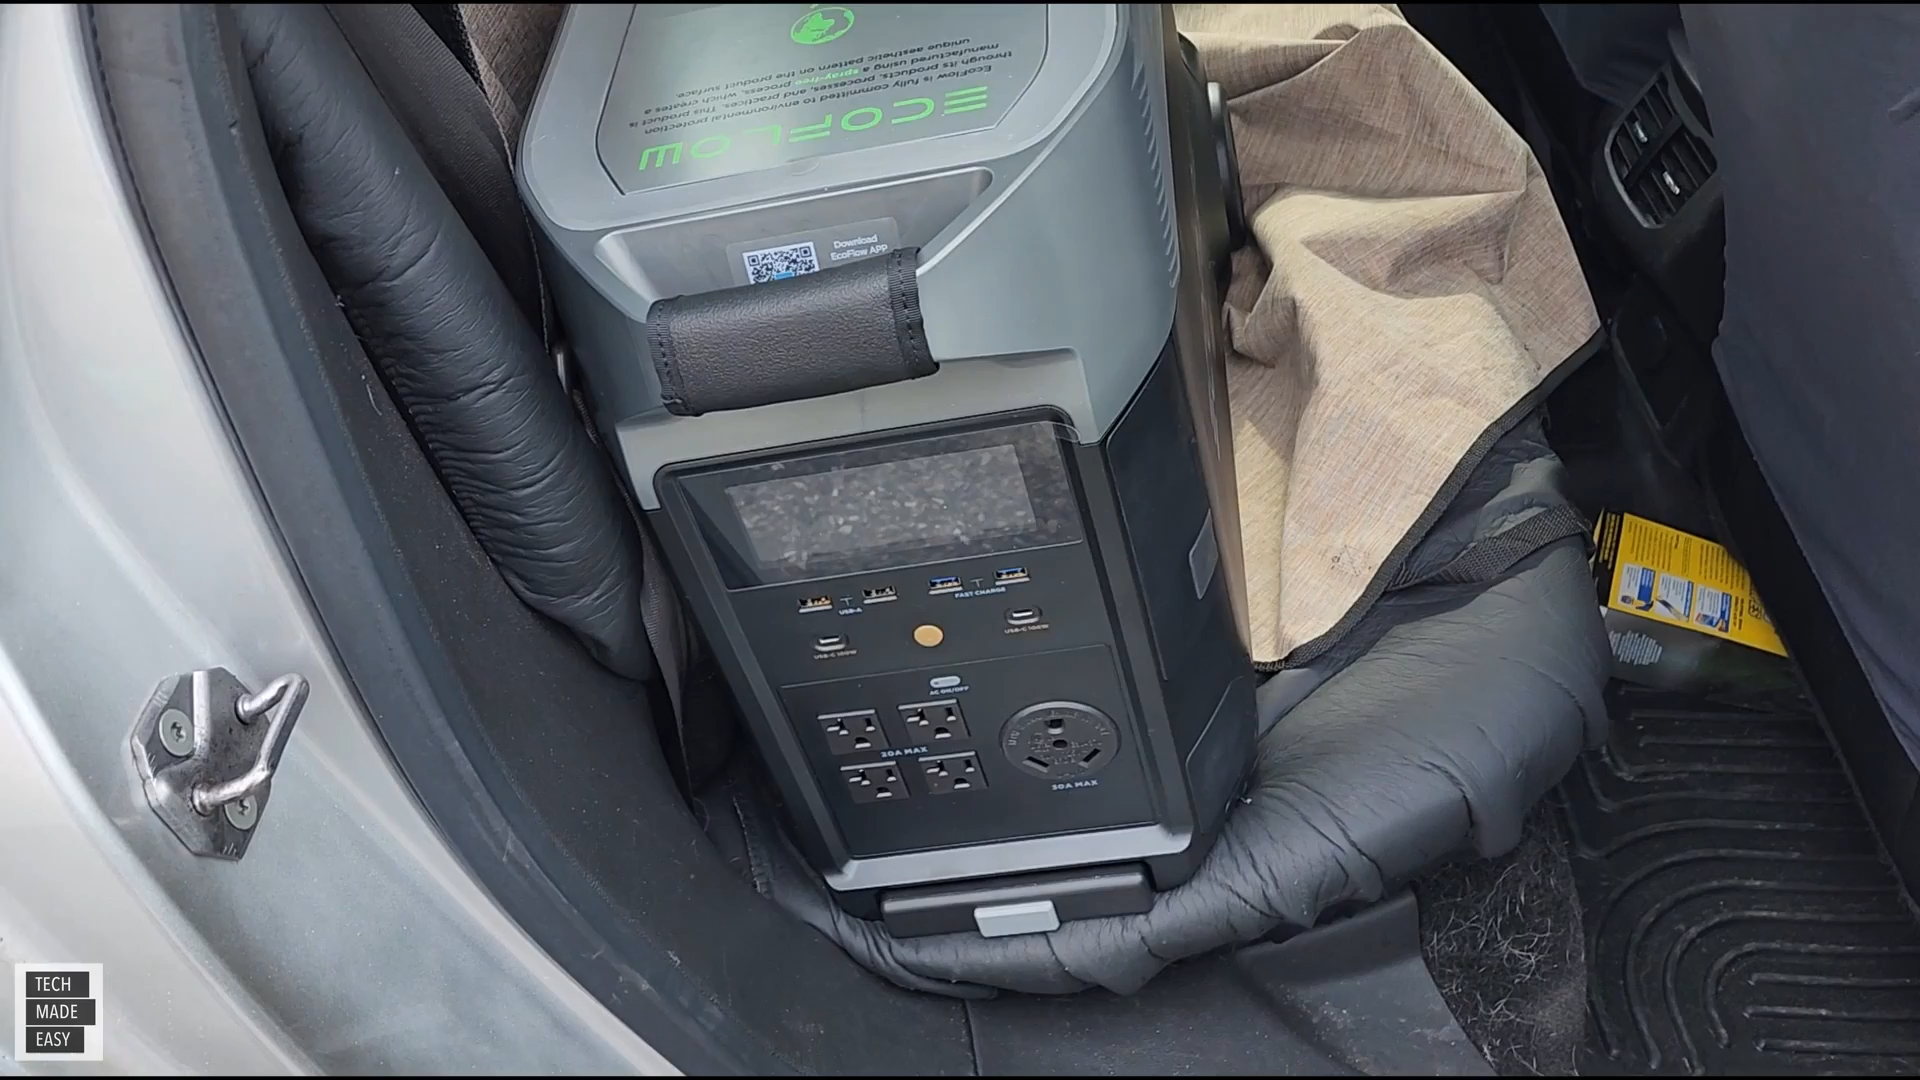 ECOFLOW
EcoFlow is fully committed to environmental protection
through its products, processes, and practices. This product is
manufactured using a spray-free process, which creates a
unique aesthetic pattern on the product surface.
Download
EcoFlow APP
USB-A
FAST CHARGE
USB-C 100W
USB-C 100W
AC ON/OFF
20A MAX
30A MAX
TECH
MADE
EASY